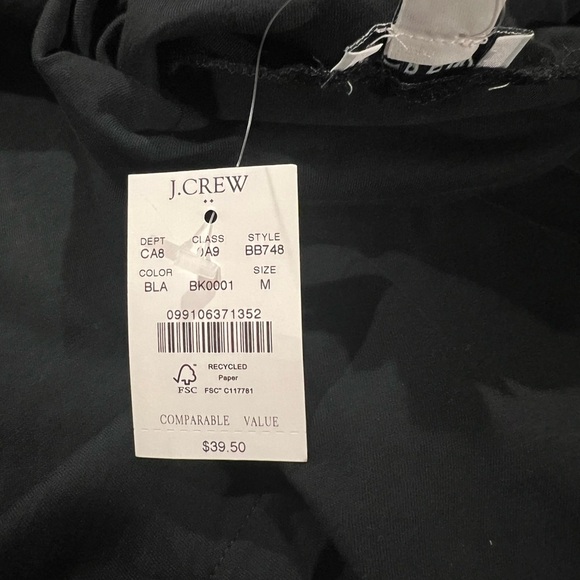 J.CREW
DEPT CLASS STYLE
CA8 BB748
COLOR SIZE
BLA BK0001 M
099106371352
FSC
RECYCLED
Paper
FSC® C117781
COMPARABLE VALUE
$39.50